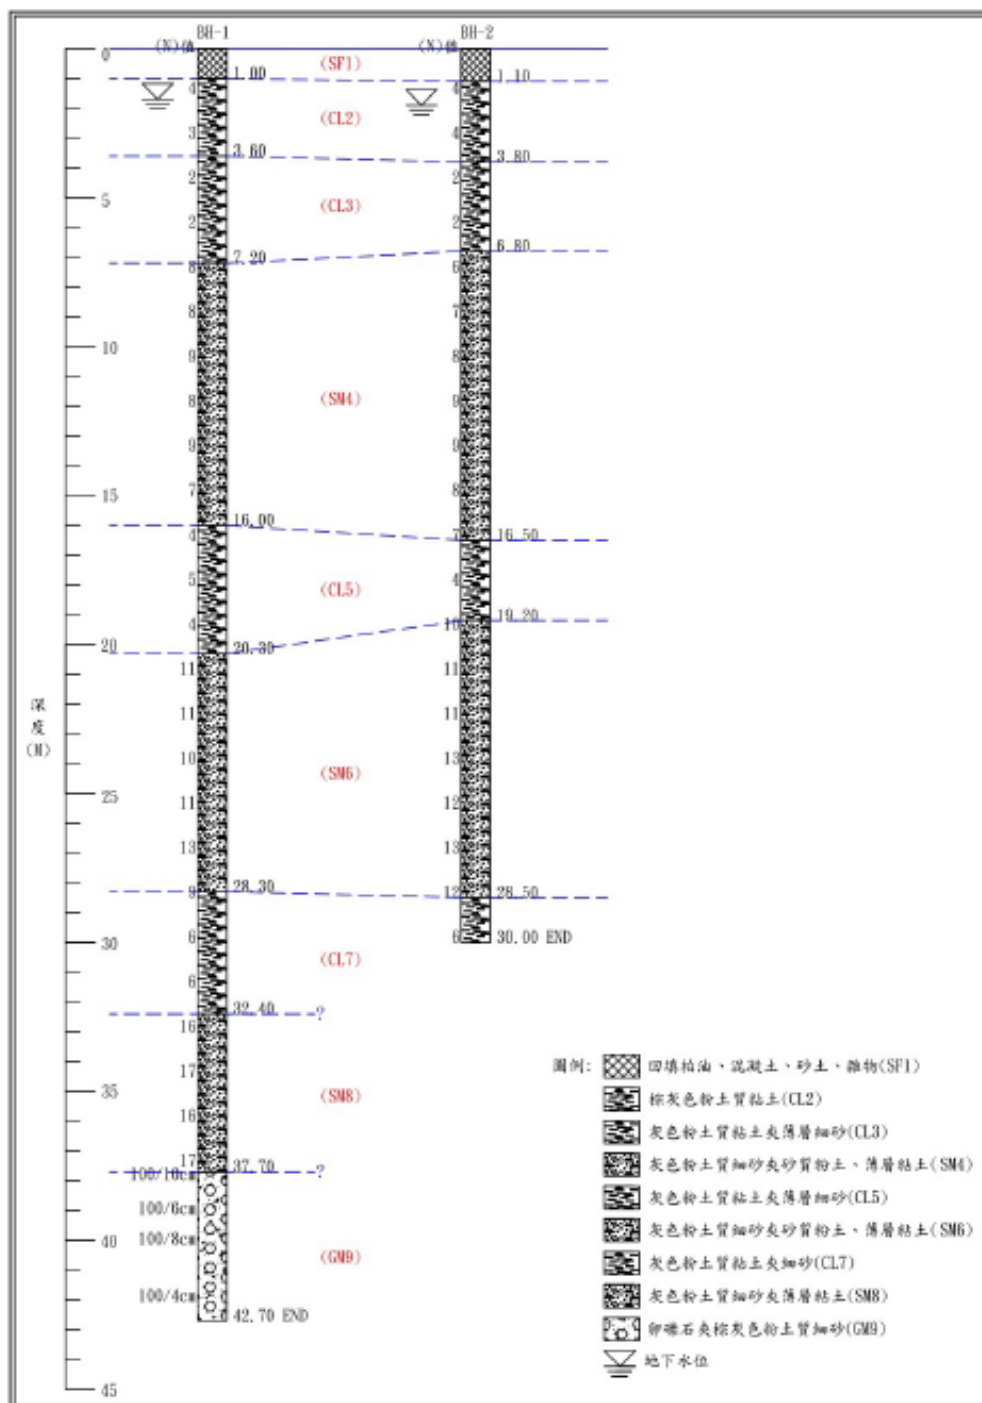 BH-1
BH-2
(N)值
(N)值
0
5
10
15
20
25
30
35
40
45
深度
(M)
4
3
2
2
8
8
9
8
9
7
4
5
4
11
11
10
11
13
9
6
6
16
17
16
17
100/10cm
100/6cm
100/8cm
100/4cm
1.00
3.60
7.20
16.00
20.30
28.30
32.40
37.70
42.70 END
(SF1)
(CL2)
(CL3)
(SM4)
(CL5)
(SM6)
(CL7)
?
(SM8)
?
(GM9)
4
4
2
2
6
7
8
9
9
8
7
4
10
11
11
13
12
13
12
6
1.10
3.80
6.80
16.50
19.20
28.50
30.00 END
圖例:
回填柏油、混凝土、砂土、雜物(SF1)
棕灰色粉土質粘土(CL2)
灰色粉土質粘土夾薄層細砂(CL3)
灰色粉土質細砂夾砂質粉土、薄層粘土(SM4)
灰色粉土質粘土夾薄層細砂(CL5)
灰色粉土質細砂夾砂質粉土、薄層粘土(SM6)
灰色粉土質粘土夾細砂(CL7)
灰色粉土質細砂夾薄層粘土(SM8)
卵礫石夾棕灰色粉土質細砂(GM9)
地下水位